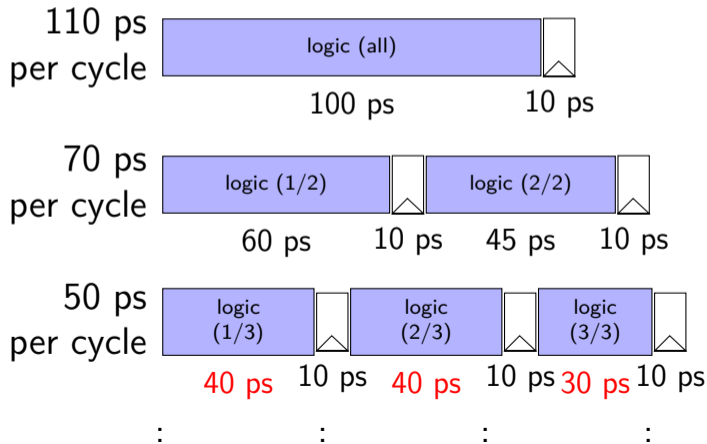 110 ps
per cycle
logic (all)
100 ps
10 ps
70 ps
per cycle
logic (1/2)
logic (2/2)
60 ps
10 ps
45 ps
10 ps
50 ps
per cycle
logic
(1/3)
logic
(2/3)
logic
(3/3)
40 ps
10 ps
40 ps
10 ps
30 ps
10 ps